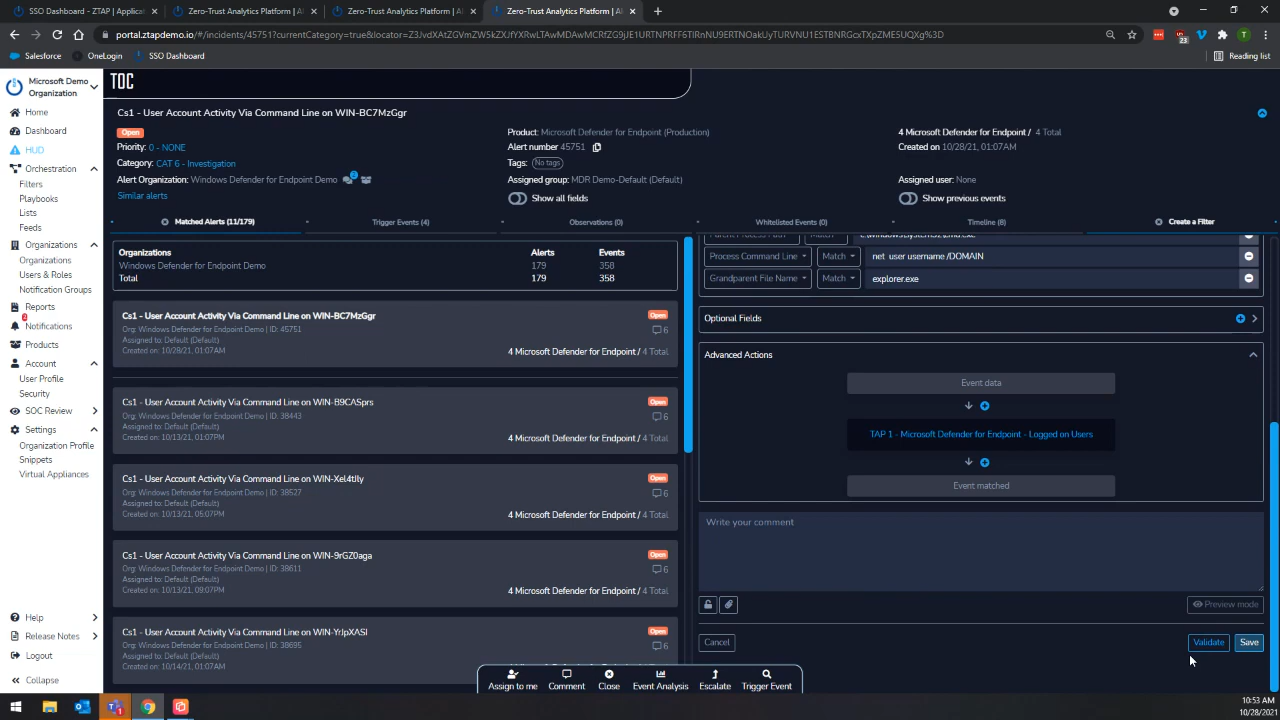 SSO Dashboard - ZTAP | Applicat
Zero-Trust Analytics Platform | Al
Zero-Trust Analytics Platform | Al
Zero-Trust Analytics Platform | Al
Salesforce
OneLogin
SSO Dashboard
23
T
Reading list
Microsoft Demo
Organization
Home
Dashboard
HUD
Orchestration
Filters
Playbooks
Lists
Feeds
Organizations
Organizations
Users & Roles
Notification Groups
Reports
Notifications
Products
Account
User Profile
Security
SOC Review
Settings
Organization Profile
Snippets
Virtual Appliances
Help
Release Notes
Logout
Collapse
TOC
Cs1 - User Account Activity Via Command Line on WIN-BC7MzGgr
Open
Priority: 0 - NONE
Category: CAT 6 - Investigation
Alert Organization: Windows Defender for Endpoint Demo
2
Similar alerts
Product: Microsoft Defender for Endpoint (Production)
Alert number 45751
Tags: No tags
Assigned group: MDR Demo-Default (Default)
Show all fields
4 Microsoft Defender for Endpoint / 4 Total
Created on 10/28/21, 01:07AM
Assigned user: None
Show previous events
Matched Alerts (11/179)
Trigger Events (4)
Observations (0)
Whitelisted Events (0)
Timeline (8)
Create a Filter
Organizations Alerts Events
Windows Defender for Endpoint Demo 179 358
Total 179 358
Cs1 - User Account Activity Via Command Line on WIN-BC7MzGgr
Open
Org: Windows Defender for Endpoint Demo | ID: 45751
6
Assigned to: Default (Default)
Created on: 10/28/21, 01:07AM
4 Microsoft Defender for Endpoint / 4 Total
Cs1 - User Account Activity Via Command Line on WIN-B9CASprs
Open
Org: Windows Defender for Endpoint Demo | ID: 38443
6
Assigned to: Default (Default)
Created on: 10/13/21, 01:07PM
4 Microsoft Defender for Endpoint / 4 Total
Cs1 - User Account Activity Via Command Line on WIN-Xel4tJly
Open
Org: Windows Defender for Endpoint Demo | ID: 38527
6
Assigned to: Default (Default)
Created on: 10/13/21, 05:07PM
4 Microsoft Defender for Endpoint / 4 Total
Cs1 - User Account Activity Via Command Line on WIN-9rGZ0aga
Open
Org: Windows Defender for Endpoint Demo | ID: 38611
6
Assigned to: Default (Default)
Created on: 10/13/21, 09:07PM
4 Microsoft Defender for Endpoint / 4 Total
Cs1 - User Account Activity Via Command Line on WIN-YrJpXASI
Open
Org: Windows Defender for Endpoint Demo | ID: 38695
6
Assigned to: Default (Default)
Created on: 10/14/21, 01:07AM
Process Command Line Match net user username /DOMAIN
Grandparent File Name Match explorer.exe
Optional Fields
Advanced Actions
Event data
TAP 1 - Microsoft Defender for Endpoint - Logged on Users
Event matched
Write your comment
Preview mode
Cancel
Validate
Save
Assign to me
Comment
Close
Event Analysis
Escalate
Trigger Event
10:53 AM
10/28/2021